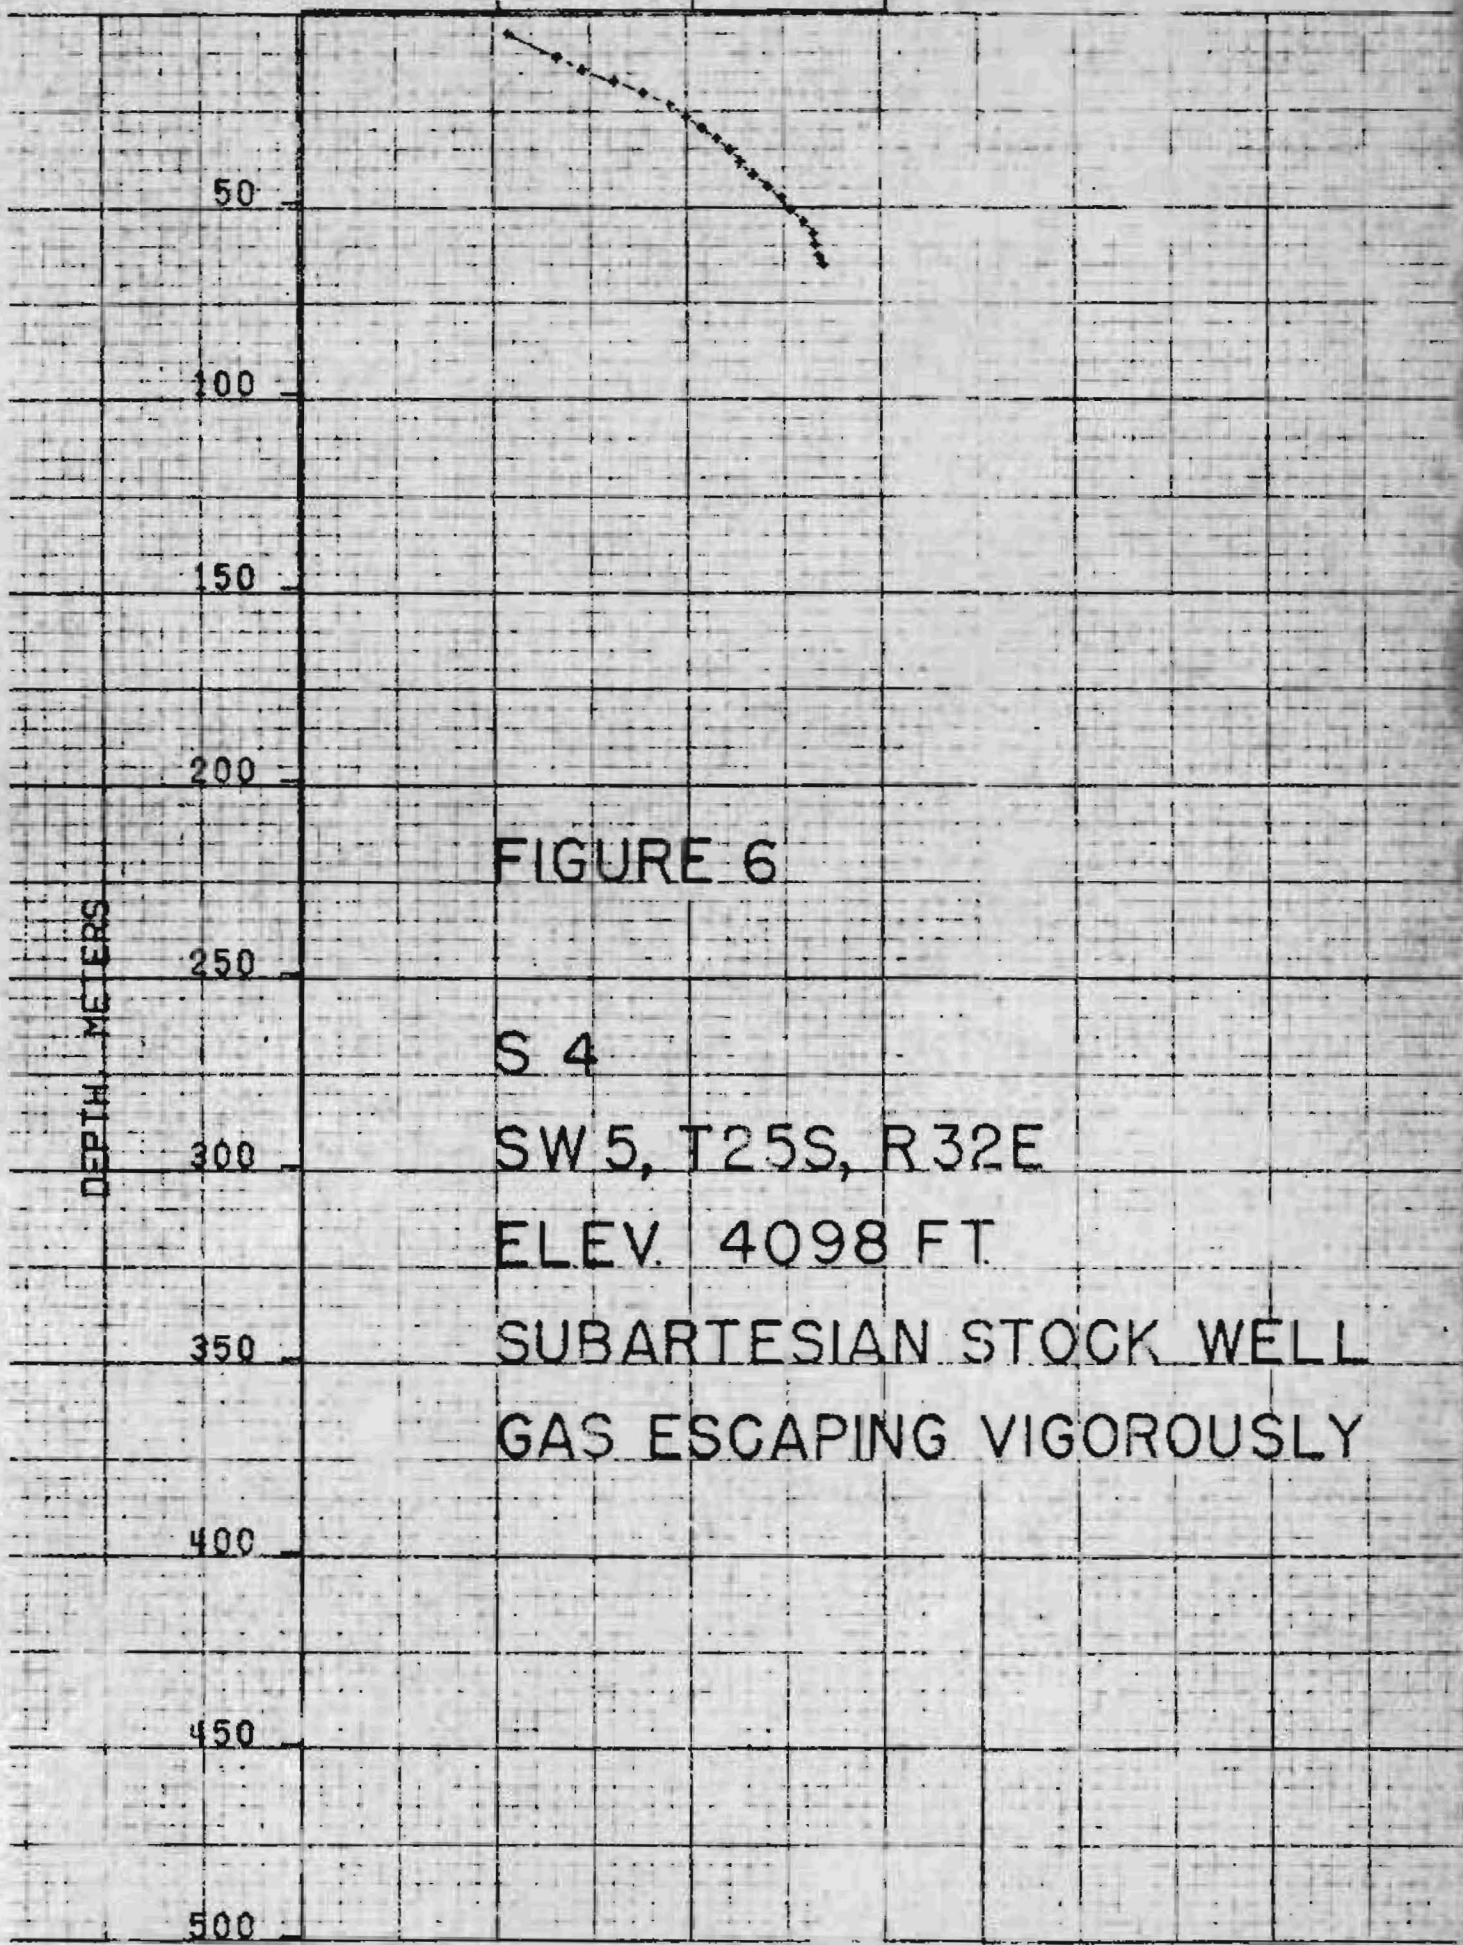 50
100
150
200
250
300
350
400
450
500
DEPTH, METERS
FIGURE 6
S 4
SW 5, T25S, R32E
ELEV. 4098 FT.
SUBARTESIAN STOCK WELL
GAS ESCAPING VIGOROUSLY